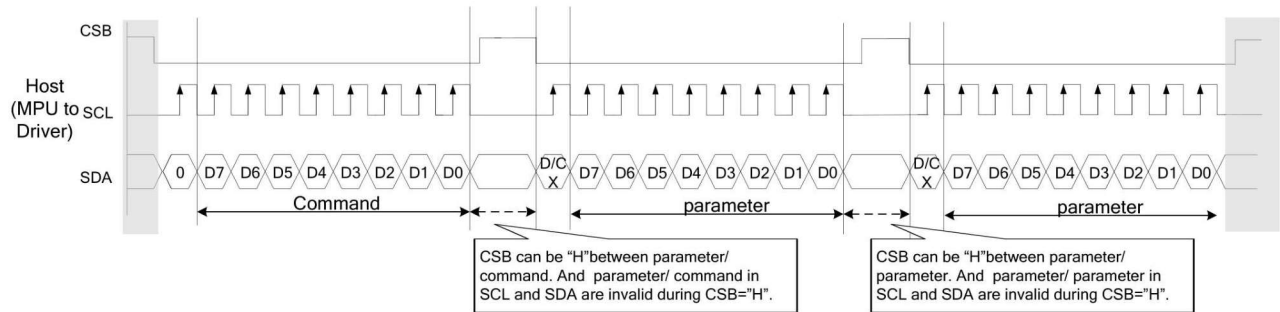 CSB
Host
(MPU to
Driver)
SCL
SDA
0 D7 D6 D5 D4 D3 D2 D1 D0 D/C X D7 D6 D5 D4 D3 D2 D1 D0 D/C X D7 D6 D5 D4 D3 D2 D1 D0
Command parameter parameter
CSB can be “H”between parameter/
command. And parameter/ command in
SCL and SDA are invalid during CSB=”H”.
CSB can be “H”between parameter/
parameter. And parameter/ parameter in
SCL and SDA are invalid during CSB=”H”.